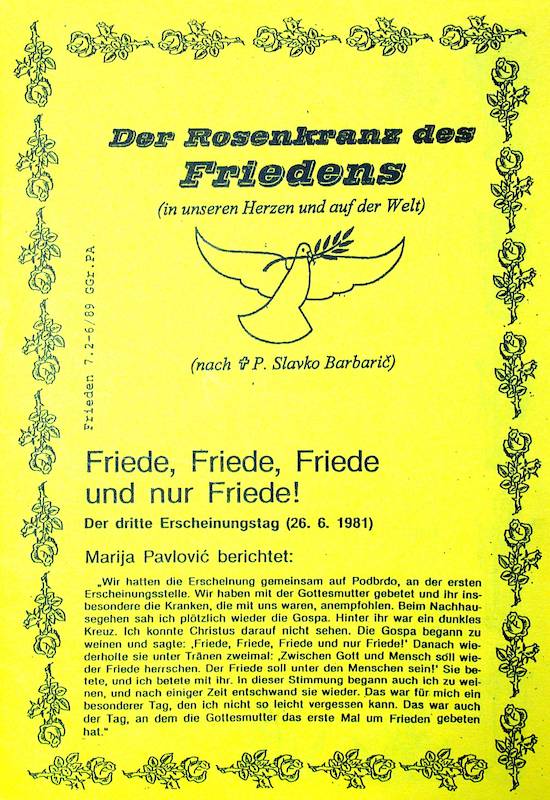 Der Rosenkranz des
Friedens
(in unseren Herzen und auf der Welt)
Frieden 7.2-6/89 GGr.PA
(nach ✞ P. Slavko Barbarič)
Friede, Friede, Friede
und nur Friede!
Der dritte Erscheinungstag (26. 6. 1981)
Marija Pavlović berichtet:
„Wir hatten die Erscheinung gemeinsam auf Podbrdo, an der ersten
Erscheinungsstelle. Wir haben mit der Gottesmutter gebetet und ihr ins-
besondere die Kranken, die mit uns waren, anempfohlen. Beim Nachhau-
segehen sah ich plötzlich wieder die Gospa. Hinter ihr war ein dunkles
Kreuz. Ich konnte Christus darauf nicht sehen. Die Gospa begann zu
weinen und sagte: ‚Friede, Friede, Friede und nur Friede!' Danach wie-
derholte sie unter Tränen zweimal: ‚Zwischen Gott und Mensch soll wie-
der Friede herrschen. Der Friede soll unter den Menschen sein!' Sie be-
tete, und ich betete mit ihr. In dieser Stimmung begann auch ich zu wei-
nen, und nach einiger Zeit entschwand sie wieder. Das war für mich ein
besonderer Tag, den ich nicht so leicht vergessen kann. Das war auch
der Tag, an dem die Gottesmutter das erste Mal um Frieden gebeten
hat."